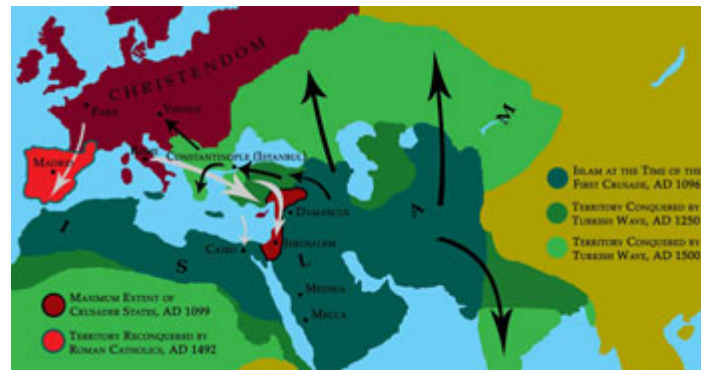 CHRISTENDOM
PARIS
VIENNA
MADRID
ROME
CONSTANTINOPLE (ISTANBUL)
DAMASCUS
CAIRO
JERUSALEM
MEDINA
MECCA
I
S
L
A
M
ISLAM AT THE TIME OF THE
FIRST CRUSADE, AD 1096
TERRITORY CONQUERED BY
TURKISH WAVE, AD 1250
TERRITORY CONQUERED BY
TURKISH WAVE, AD 1500
MAXIMUM EXTENT OF
CRUSADER STATES, AD 1099
TERRITORY RECONQUERED BY
ROMAN CATHOLICS, AD 1492